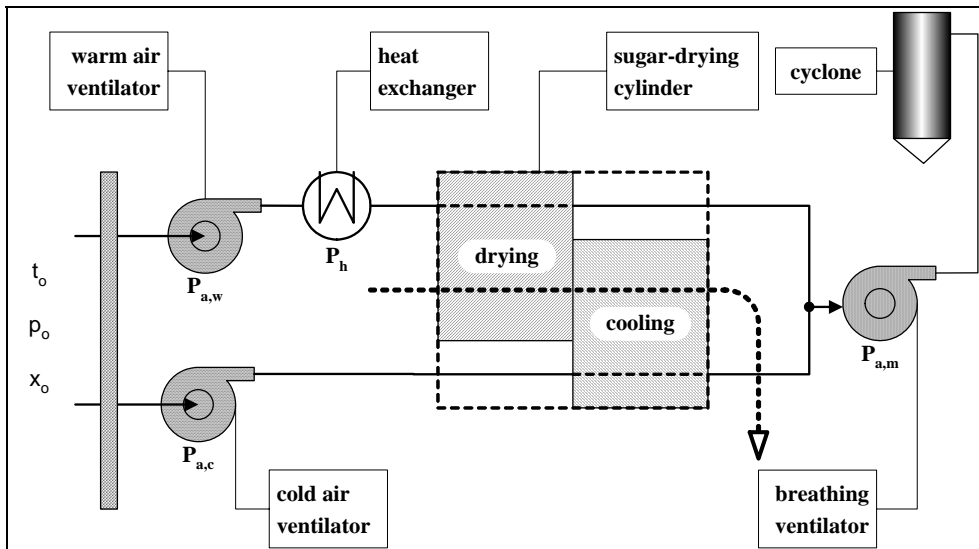 warm air
ventilator
heat
exchanger
sugar-drying
cylinder
cyclone
P_h
drying
t_o
P_a,w
p_o
cooling
x_o
P_a,m
P_a,c
cold air
ventilator
breathing
ventilator